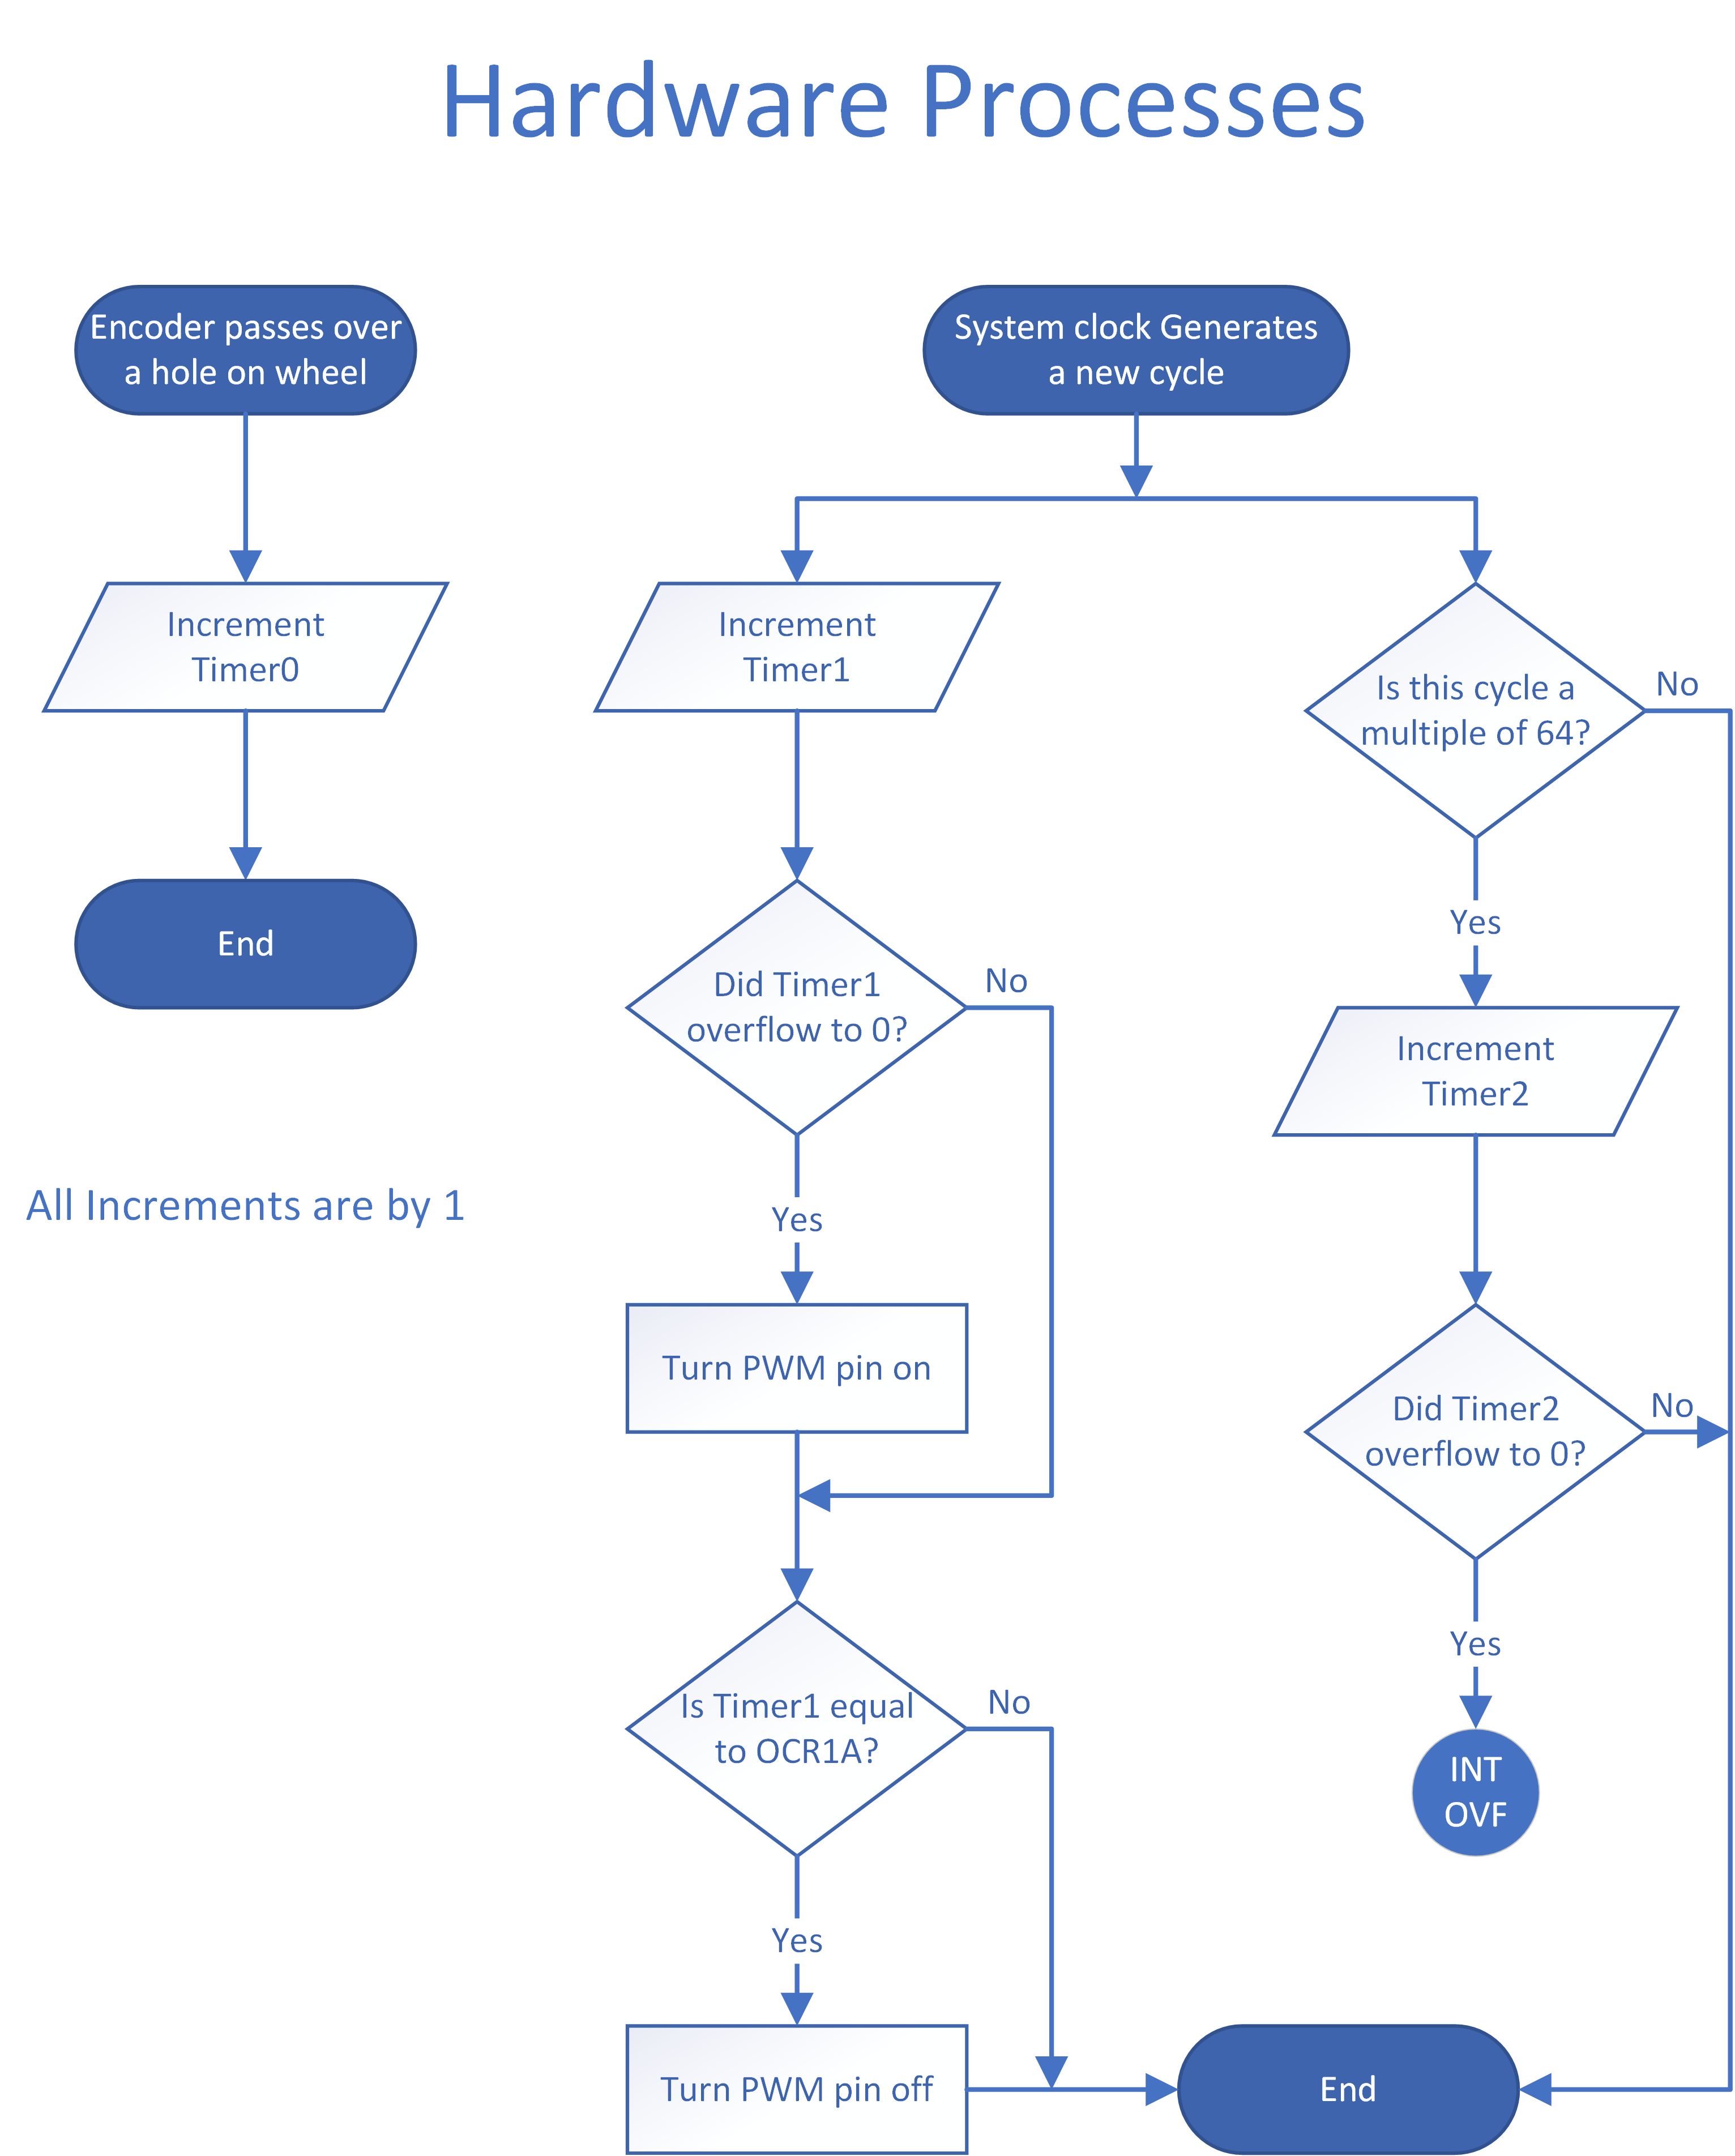 Hardware Processes
Encoder passes over
a hole on wheel
Increment
Timer0
End
All Increments are by 1
System clock Generates
a new cycle
Increment
Timer1
Did Timer1
overflow to 0?
No
Yes
Turn PWM pin on
Is Timer1 equal
to OCR1A?
No
Yes
Turn PWM pin off
Is this cycle a
multiple of 64?
No
Yes
Increment
Timer2
Did Timer2
overflow to 0?
No
Yes
INT
OVF
End